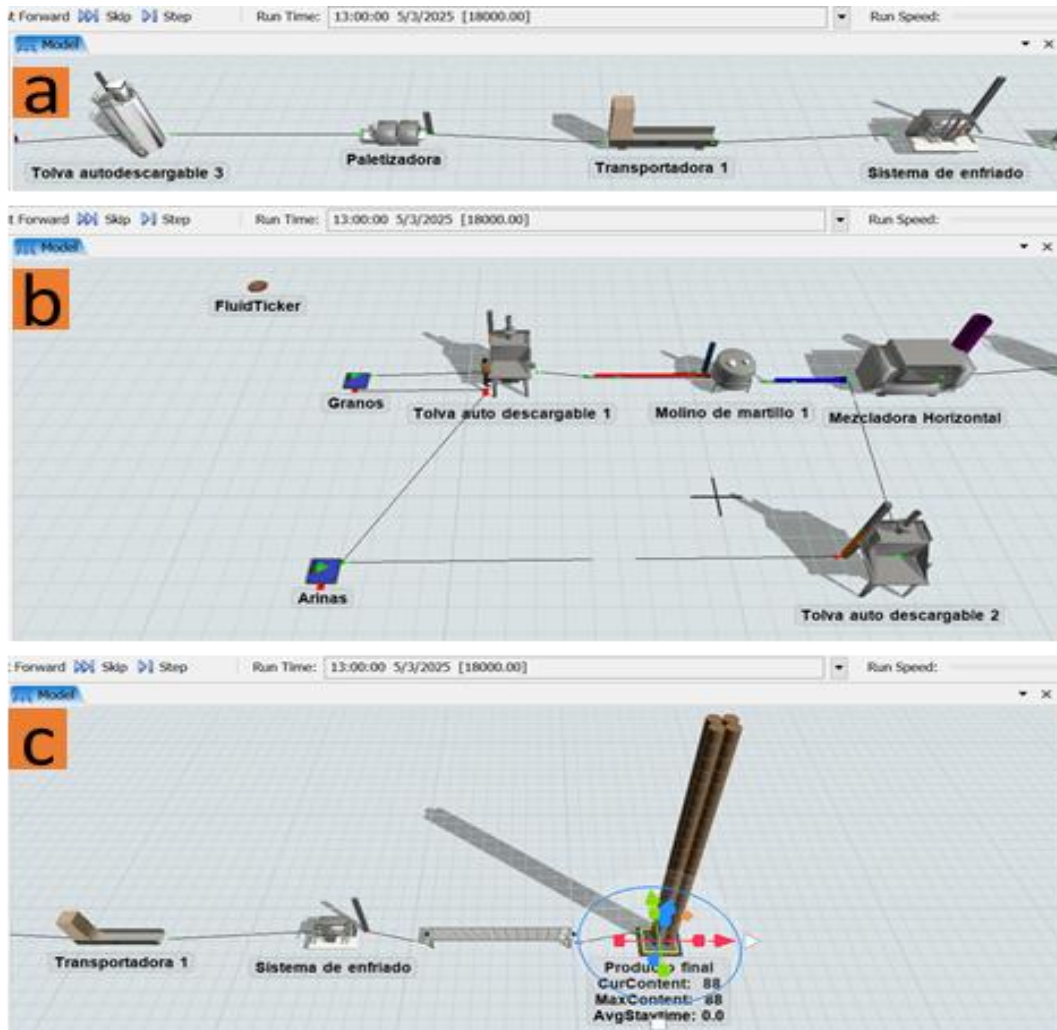 t Forward Skip Step Run Time: 13:00:00 5/3/2025 [18000.00] Run Speed:
Model
a
Tolva autodescargable 3
Paletizadora
Transportadora 1
Sistema de enfriado
t Forward Skip Step Run Time: 13:00:00 5/3/2025 [18000.00] Run Speed:
Model
b
FluidTicker
Granos
Tolva auto descargable 1
Molino de martillo 1
Mezcladora Horizontal
Arinas
Tolva auto descargable 2
Forward Skip Step Run Time: 13:00:00 5/3/2025 [18000.00] Run Speed:
Model
c
Transportadora 1
Sistema de enfriado
Producto final
CurContent: 88
MaxContent: 88
AvgStaytime: 0.0